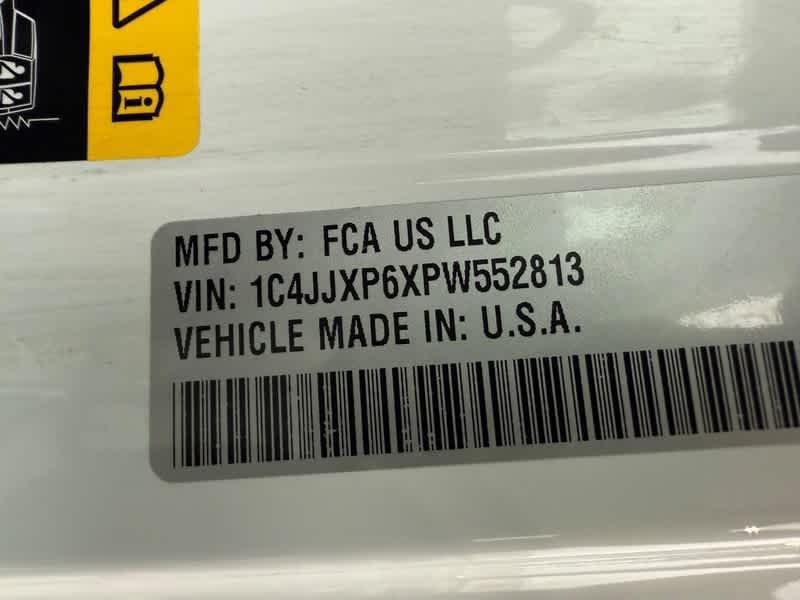 MFD BY: FCA US LLC
VIN: 1C4JJXP6XPW552813
VEHICLE MADE IN: U.S.A.